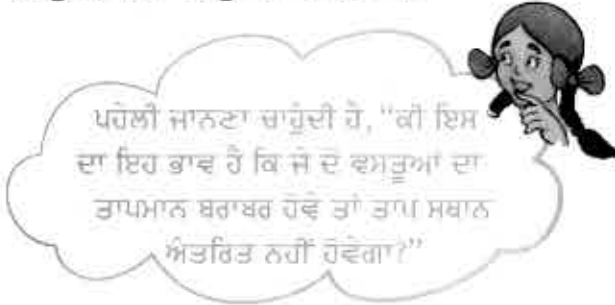 ਪਹੇਲੀ ਜਾਨਣਾ ਚਾਹੁੰਦੀ ਹੈ, “ਕੀ ਇਸ
ਦਾ ਇਹ ਭਾਵ ਹੈ ਕਿ ਜੇ ਦੋ ਵਸਤੂਆਂ ਦਾ
ਤਾਪਮਾਨ ਬਰਾਬਰ ਹੋਵੇ ਤਾਂ ਤਾਪ ਸਥਾਨ
ਅੰਤਰਿਤ ਨਹੀਂ ਹੋਵੇਗਾ?”